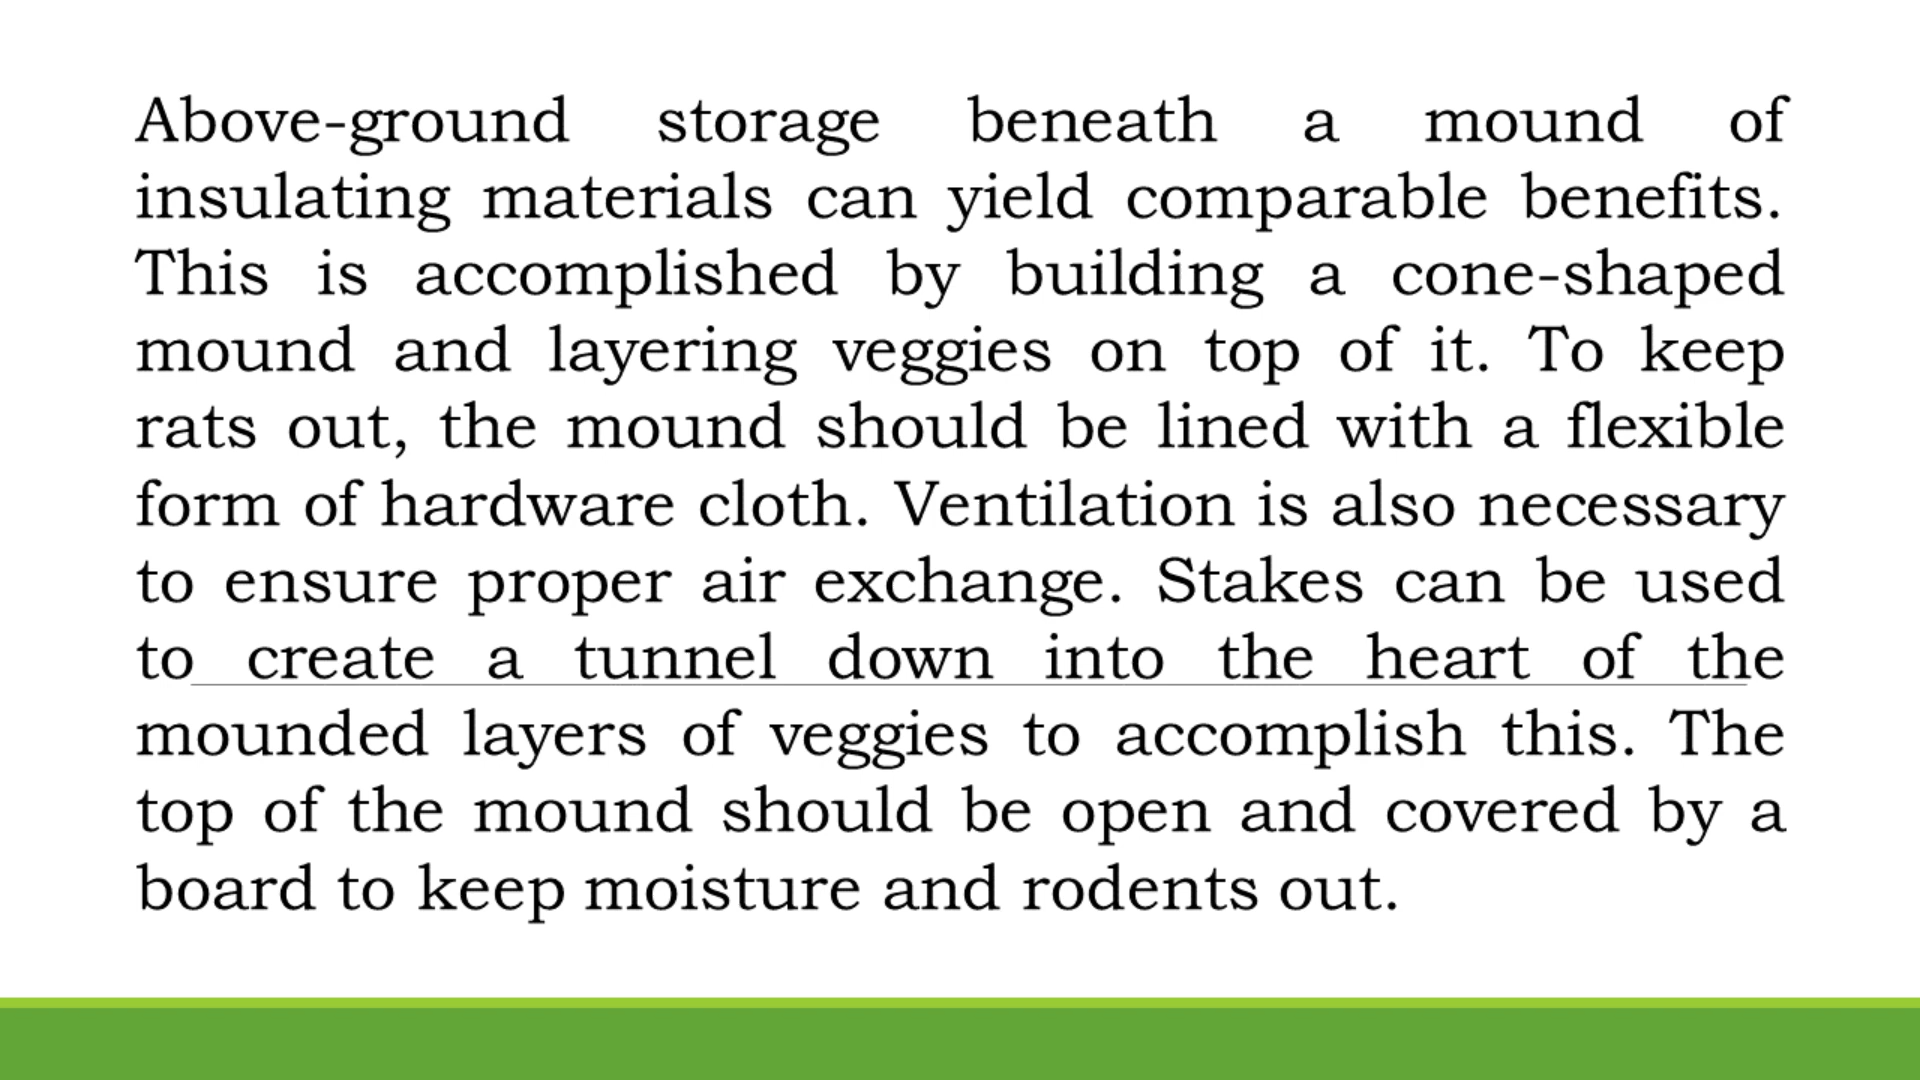 Above-ground storage beneath a mound of
insulating materials can yield comparable benefits.
This is accomplished by building a cone-shaped
mound and layering veggies on top of it. To keep
rats out, the mound should be lined with a flexible
form of hardware cloth. Ventilation is also necessary
to ensure proper air exchange. Stakes can be used
to create a tunnel down into the heart of the
mounded layers of veggies to accomplish this. The
top of the mound should be open and covered by a
board to keep moisture and rodents out.